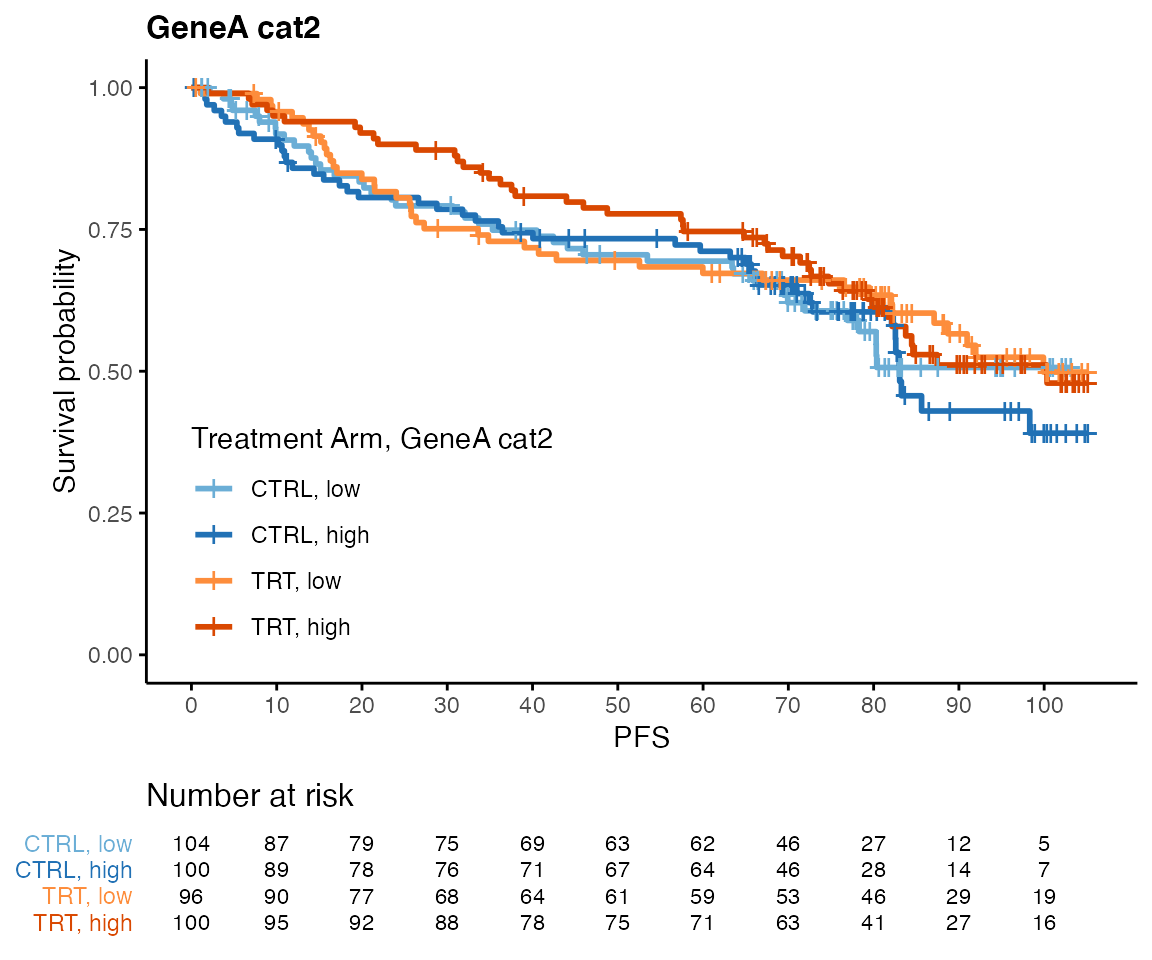 GeneA cat2
Survival probability
1.00
0.75
0.50
0.25
0.00
Treatment Arm, GeneA cat2
CTRL, low
CTRL, high
TRT, low
TRT, high
0 10 20 30 40 50 60 70 80 90 100
PFS
Number at risk
CTRL, low 104 87 79 75 69 63 62 46 27 12 5
CTRL, high 100 89 78 76 71 67 64 46 28 14 7
TRT, low 96 90 77 68 64 61 59 53 46 29 19
TRT, high 100 95 92 88 78 75 71 63 41 27 16